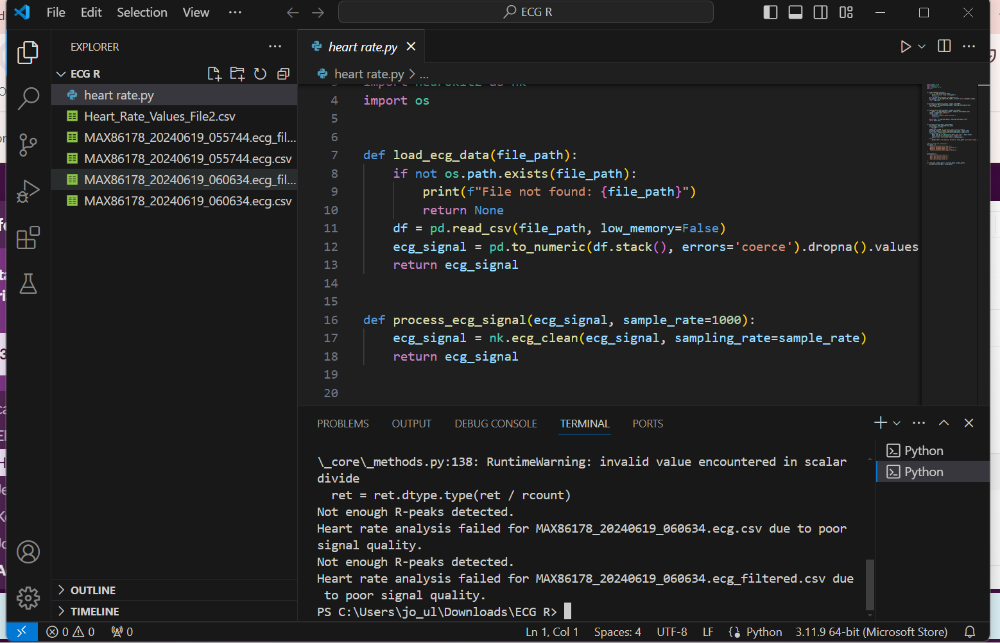 File Edit Selection View ···
ECG R
EXPLORER
ECG R
heart rate.py
Heart_Rate_Values_File2.csv
MAX86178_20240619_055744.ecg_fil...
MAX86178_20240619_055744.ecg.csv
MAX86178_20240619_060634.ecg_fil...
MAX86178_20240619_060634.ecg.csv
OUTLINE
TIMELINE
heart rate.py
heart rate.py > ...
3 import neurokit2 as nk
4 import os
5
6
7 def load_ecg_data(file_path):
8 if not os.path.exists(file_path):
9 print(f"File not found: {file_path}")
10 return None
11 df = pd.read_csv(file_path, low_memory=False)
12 ecg_signal = pd.to_numeric(df.stack(), errors='coerce').dropna().values
13 return ecg_signal
14
15
16 def process_ecg_signal(ecg_signal, sample_rate=1000):
17 ecg_signal = nk.ecg_clean(ecg_signal, sampling_rate=sample_rate)
18 return ecg_signal
19
20
PROBLEMS OUTPUT DEBUG CONSOLE TERMINAL PORTS
\_core\_methods.py:138: RuntimeWarning: invalid value encountered in scalar
divide
ret = ret.dtype.type(ret / rcount)
Not enough R-peaks detected.
Heart rate analysis failed for MAX86178_20240619_060634.ecg.csv due to poor
signal quality.
Not enough R-peaks detected.
Heart rate analysis failed for MAX86178_20240619_060634.ecg_filtered.csv due
to poor signal quality.
PS C:\Users\jo_ul\Downloads\ECG R>
Python
Python
0 0 0 Ln 1, Col 1 Spaces: 4 UTF-8 LF Python 3.11.9 64-bit (Microsoft Store)